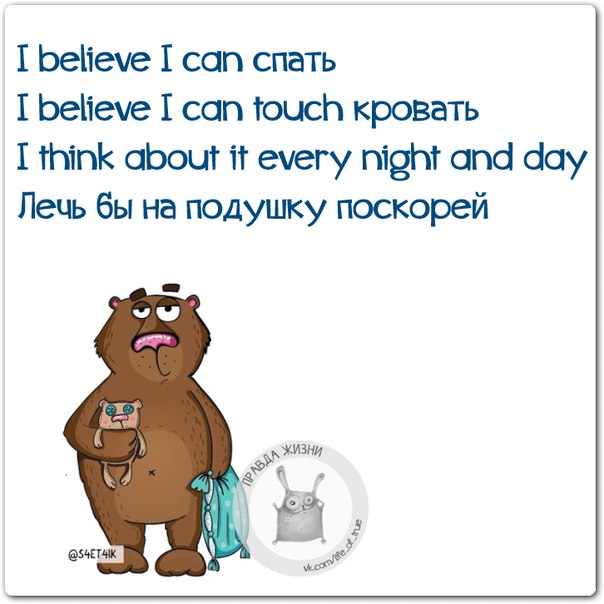 I believe I can спать
I believe I can touch кровать
I think about it every night and day
Лечь бы на подушку поскорей
ПРАВДА ЖИЗНИ
vk.com/life_of_true
@S4ET4IK